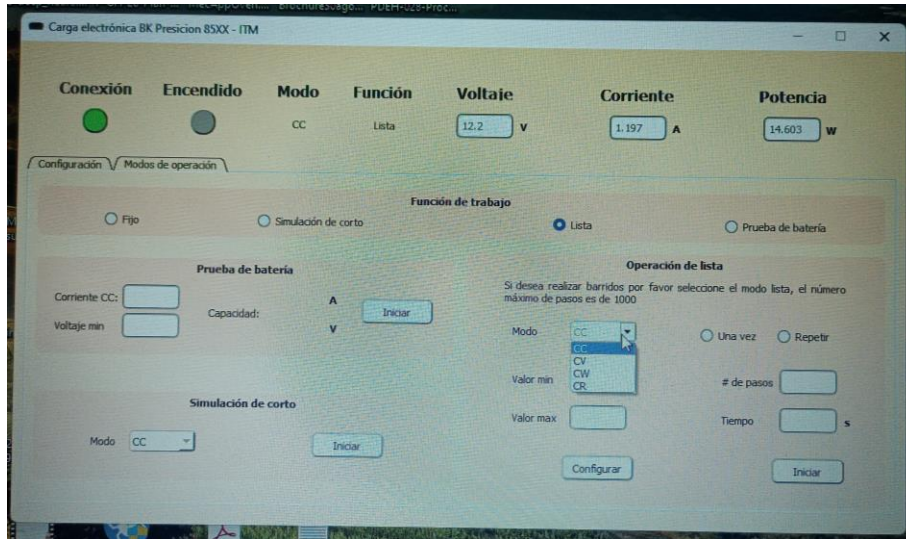 Carga electrónica BK Presicion 85XX - ITM
Conexión Encendido Modo Función Voltaje Corriente Potencia
CC Lista 12.2 V 1.197 A 14.603 W
Configuración Modos de operación
Función de trabajo
Fijo Simulación de corto Lista Prueba de batería
Prueba de batería
Corriente CC:
Voltaje min
Capacidad:
A
V
Iniciar
Simulación de corto
Modo CC Iniciar
Operación de lista
Si desea realizar barridos por favor seleccione el modo lista, el número
máximo de pasos es de 1000
Modo CC Una vez Repetir
CC
CV
CW
CR
Valor min # de pasos
Valor max Tiempo s
Configurar Iniciar